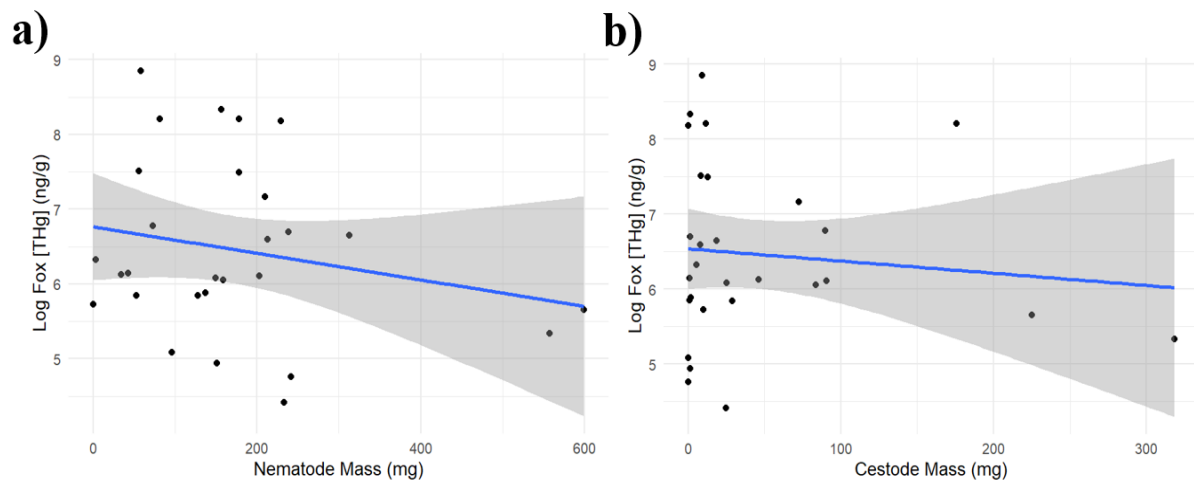 a)
9
8
7
6
5
Log Fox [THg] (ng/g)
0 200 400 600
Nematode Mass (mg)
b)
9
8
7
6
5
Log Fox [THg] (ng/g)
0 100 200 300
Cestode Mass (mg)